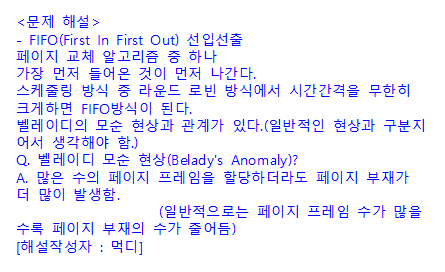 <문제 해설>
- FIFO(First In First Out) 선입선출
페이지 교체 알고리즘 중 하나
가장 먼저 들어온 것이 먼저 나간다.
스케줄링 방식 중 라운드 로빈 방식에서 시간간격을 무한히
크게하면 FIFO방식이 된다.
벨레이디의 모순 현상과 관계가 있다.(일반적인 현상과 구분지
어서 생각해야 함.)
Q. 벨레이디 모순 현상(Belady's Anomaly)?
A. 많은 수의 페이지 프레임을 할당하더라도 페이지 부재가
더 많이 발생함.
(일반적으로는 페이지 프레임 수가 많을
수록 페이지 부재의 수가 줄어듬)
[해설작성자 : 먹디]